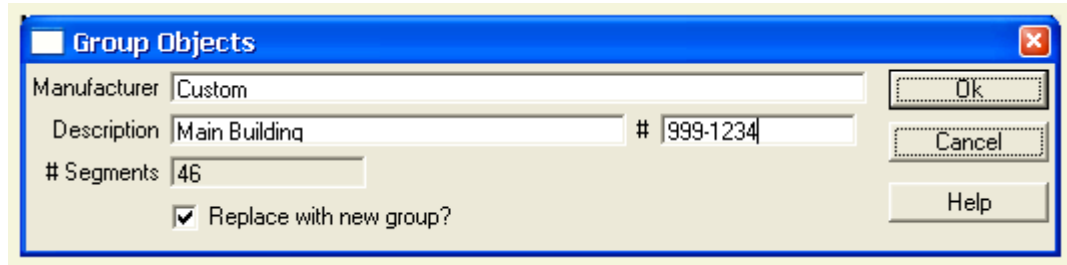 Group Objects
Manufacturer Custom Ok
Description Main Building # 999-1234 Cancel
# Segments 46
Replace with new group? Help